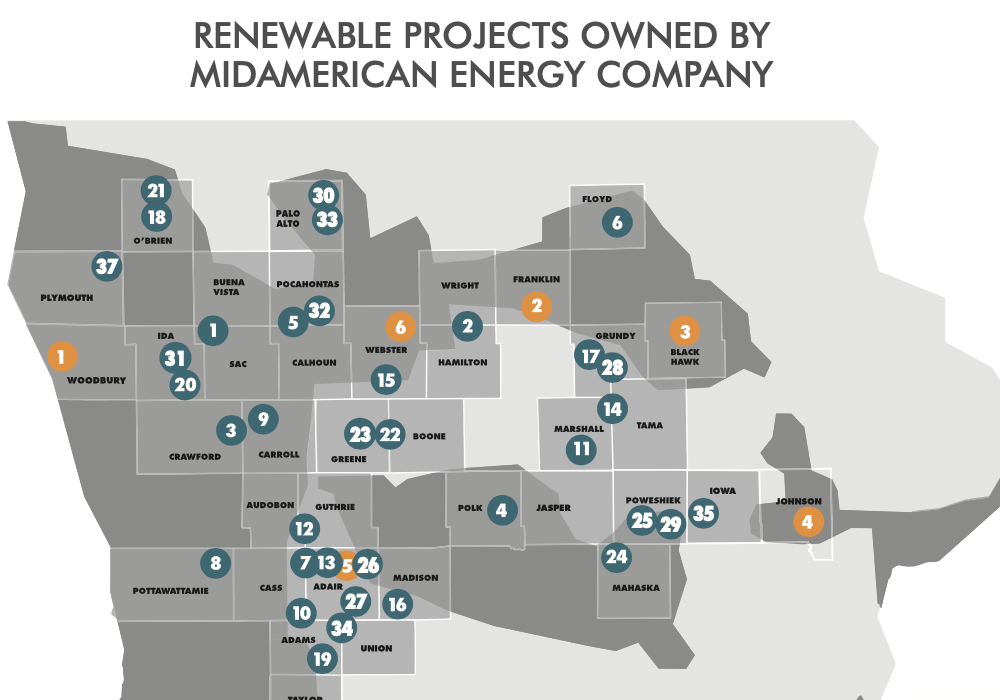 RENEWABLE PROJECTS OWNED BY
MIDAMERICAN ENERGY COMPANY
21
18
O'BRIEN
30
PALO
ALTO
33
FLOYD
6
37
PLYMOUTH
BUENA
VISTA
POCAHONTAS
32
5
WRIGHT
FRANKLIN
2
1
IDA
1
31
20
WOODBURY
SAC
CALHOUN
6
WEBSTER
15
2
HAMILTON
GRUNDY
17
28
3
BLACK
HAWK
3
9
CRAWFORD
CARROLL
23
22
BOONE
GREENE
14
MARSHALL
11
TAMA
AUDOBON
GUTHRIE
12
POLK
4
JASPER
POWESHIEK
25
29
IOWA
35
JOHNSON
4
8
POTTAWATTAMIE
CASS
7
13
5
26
ADAIR
MADISON
27
16
10
24
MAHASKA
34
ADAMS
19
UNION
TAYLOR